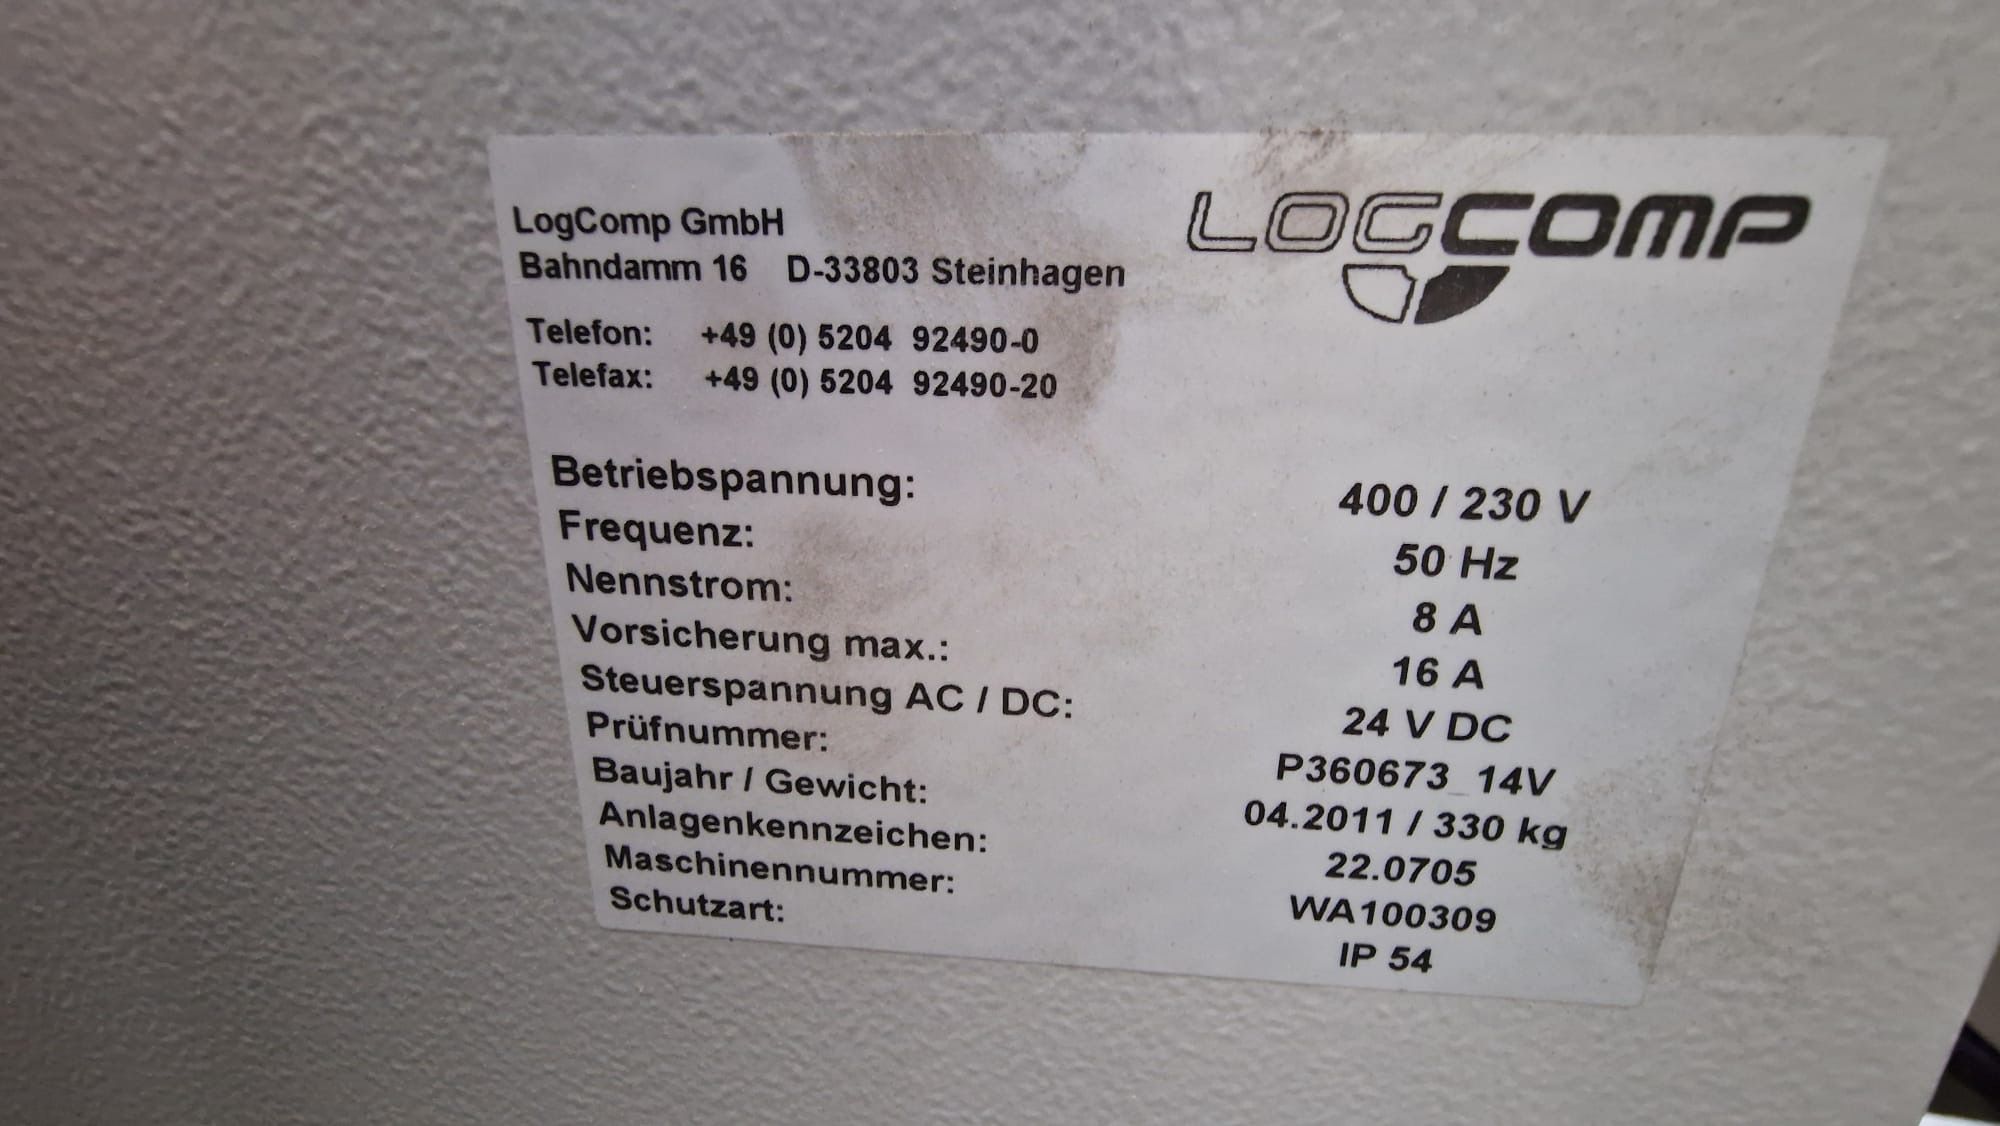 LOGCOMP
LogComp GmbH
Bahndamm 16 D-33803 Steinhagen
Telefon: +49 (0) 5204 92490-0
Telefax: +49 (0) 5204 92490-20
Betriebspannung: 400 / 230 V
Frequenz: 50 Hz
Nennstrom: 8 A
Vorsicherung max.: 16 A
Steuerspannung AC / DC: 24 V DC
Prüfnummer: P360673_14V
Baujahr / Gewicht: 04.2011 / 330 kg
Anlagenkennzeichen: 22.0705
Maschinennummer: WA100309
Schutzart: IP 54